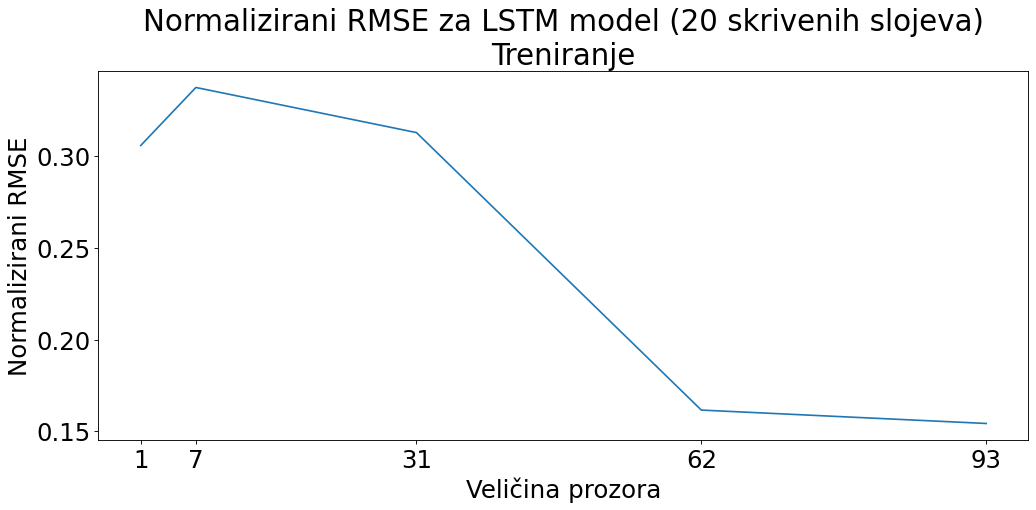 Normalizirani RMSE za LSTM model (20 skrivenih slojeva)
Treniranje
Normalizirani RMSE
0.30
0.25
0.20
0.15
1 7 31 62 93
Veličina prozora